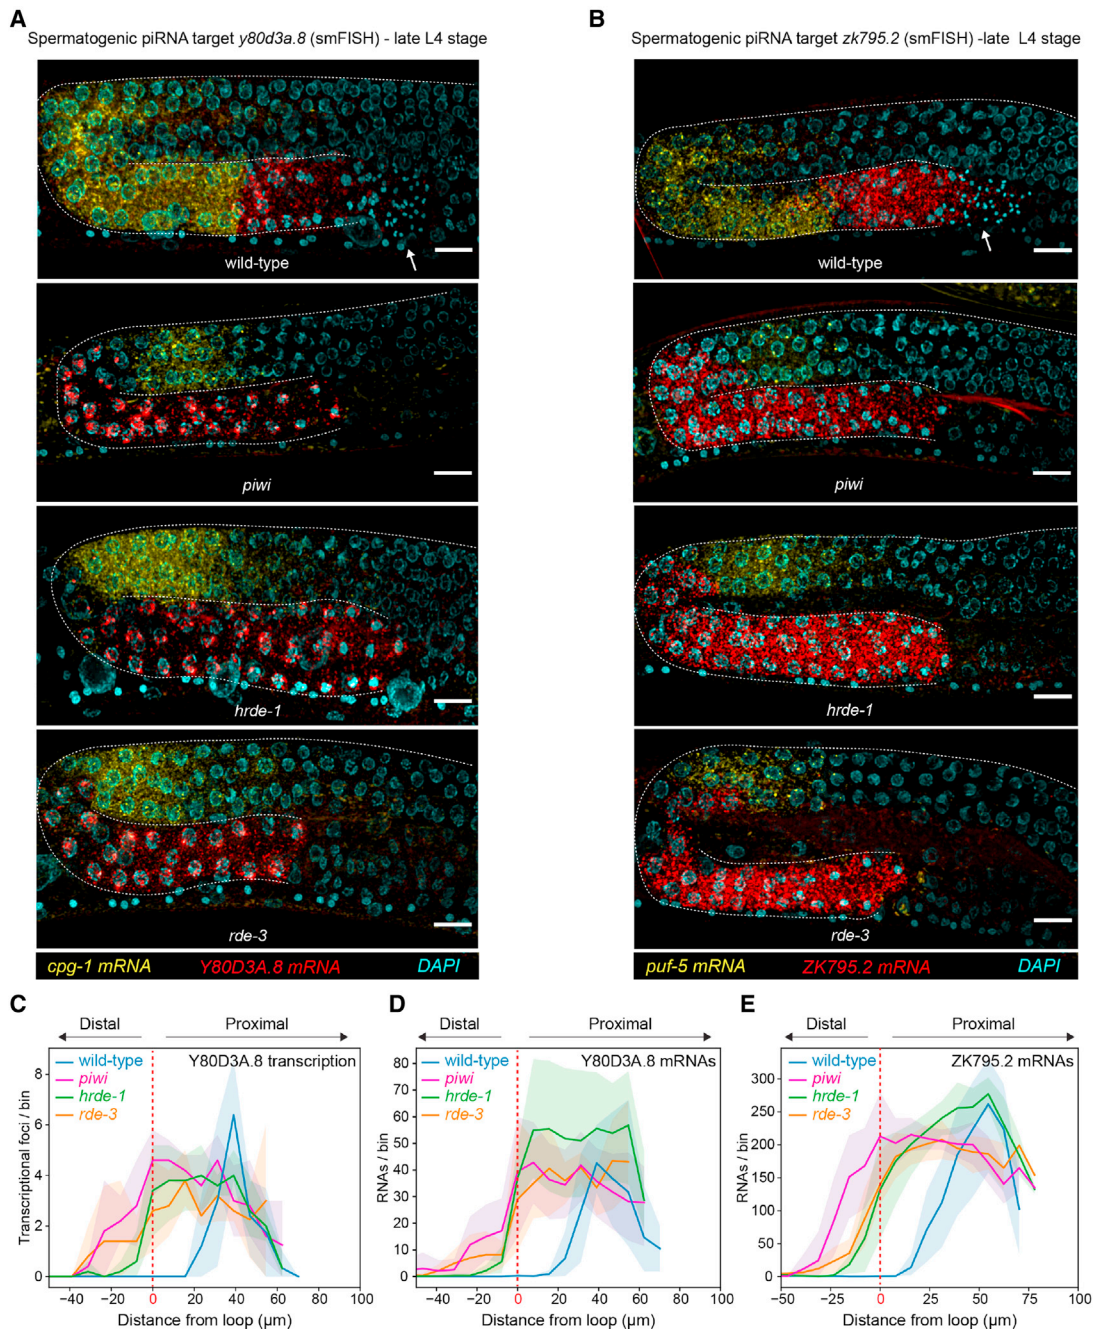 A
Spermatogenic piRNA target y80d3a.8 (smFISH) - late L4 stage
wild-type
piwi
hrde-1
rde-3
cpg-1 mRNA Y80D3A.8 mRNA DAPI
B
Spermatogenic piRNA target zk795.2 (smFISH) -late L4 stage
wild-type
piwi
hrde-1
rde-3
puf-5 mRNA ZK795.2 mRNA DAPI
C
Distal Proximal
Y80D3A.8 transcription
wild-type
piwi
hrde-1
rde-3
Transcriptional foci / bin
8
6
4
2
0
−40 −20 0 20 40 60 80 100
Distance from loop (µm)
D
Distal Proximal
Y80D3A.8 mRNAs
wild-type
piwi
hrde-1
rde-3
RNAs / bin
80
70
60
50
40
30
20
10
0
−40 −20 0 20 40 60 80 100
Distance from loop (µm)
E
Distal Proximal
ZK795.2 mRNAs
wild-type
piwi
hrde-1
rde-3
RNAs / bin
300
250
200
150
100
50
0
−50 −25 0 25 50 75 100
Distance from loop (µm)